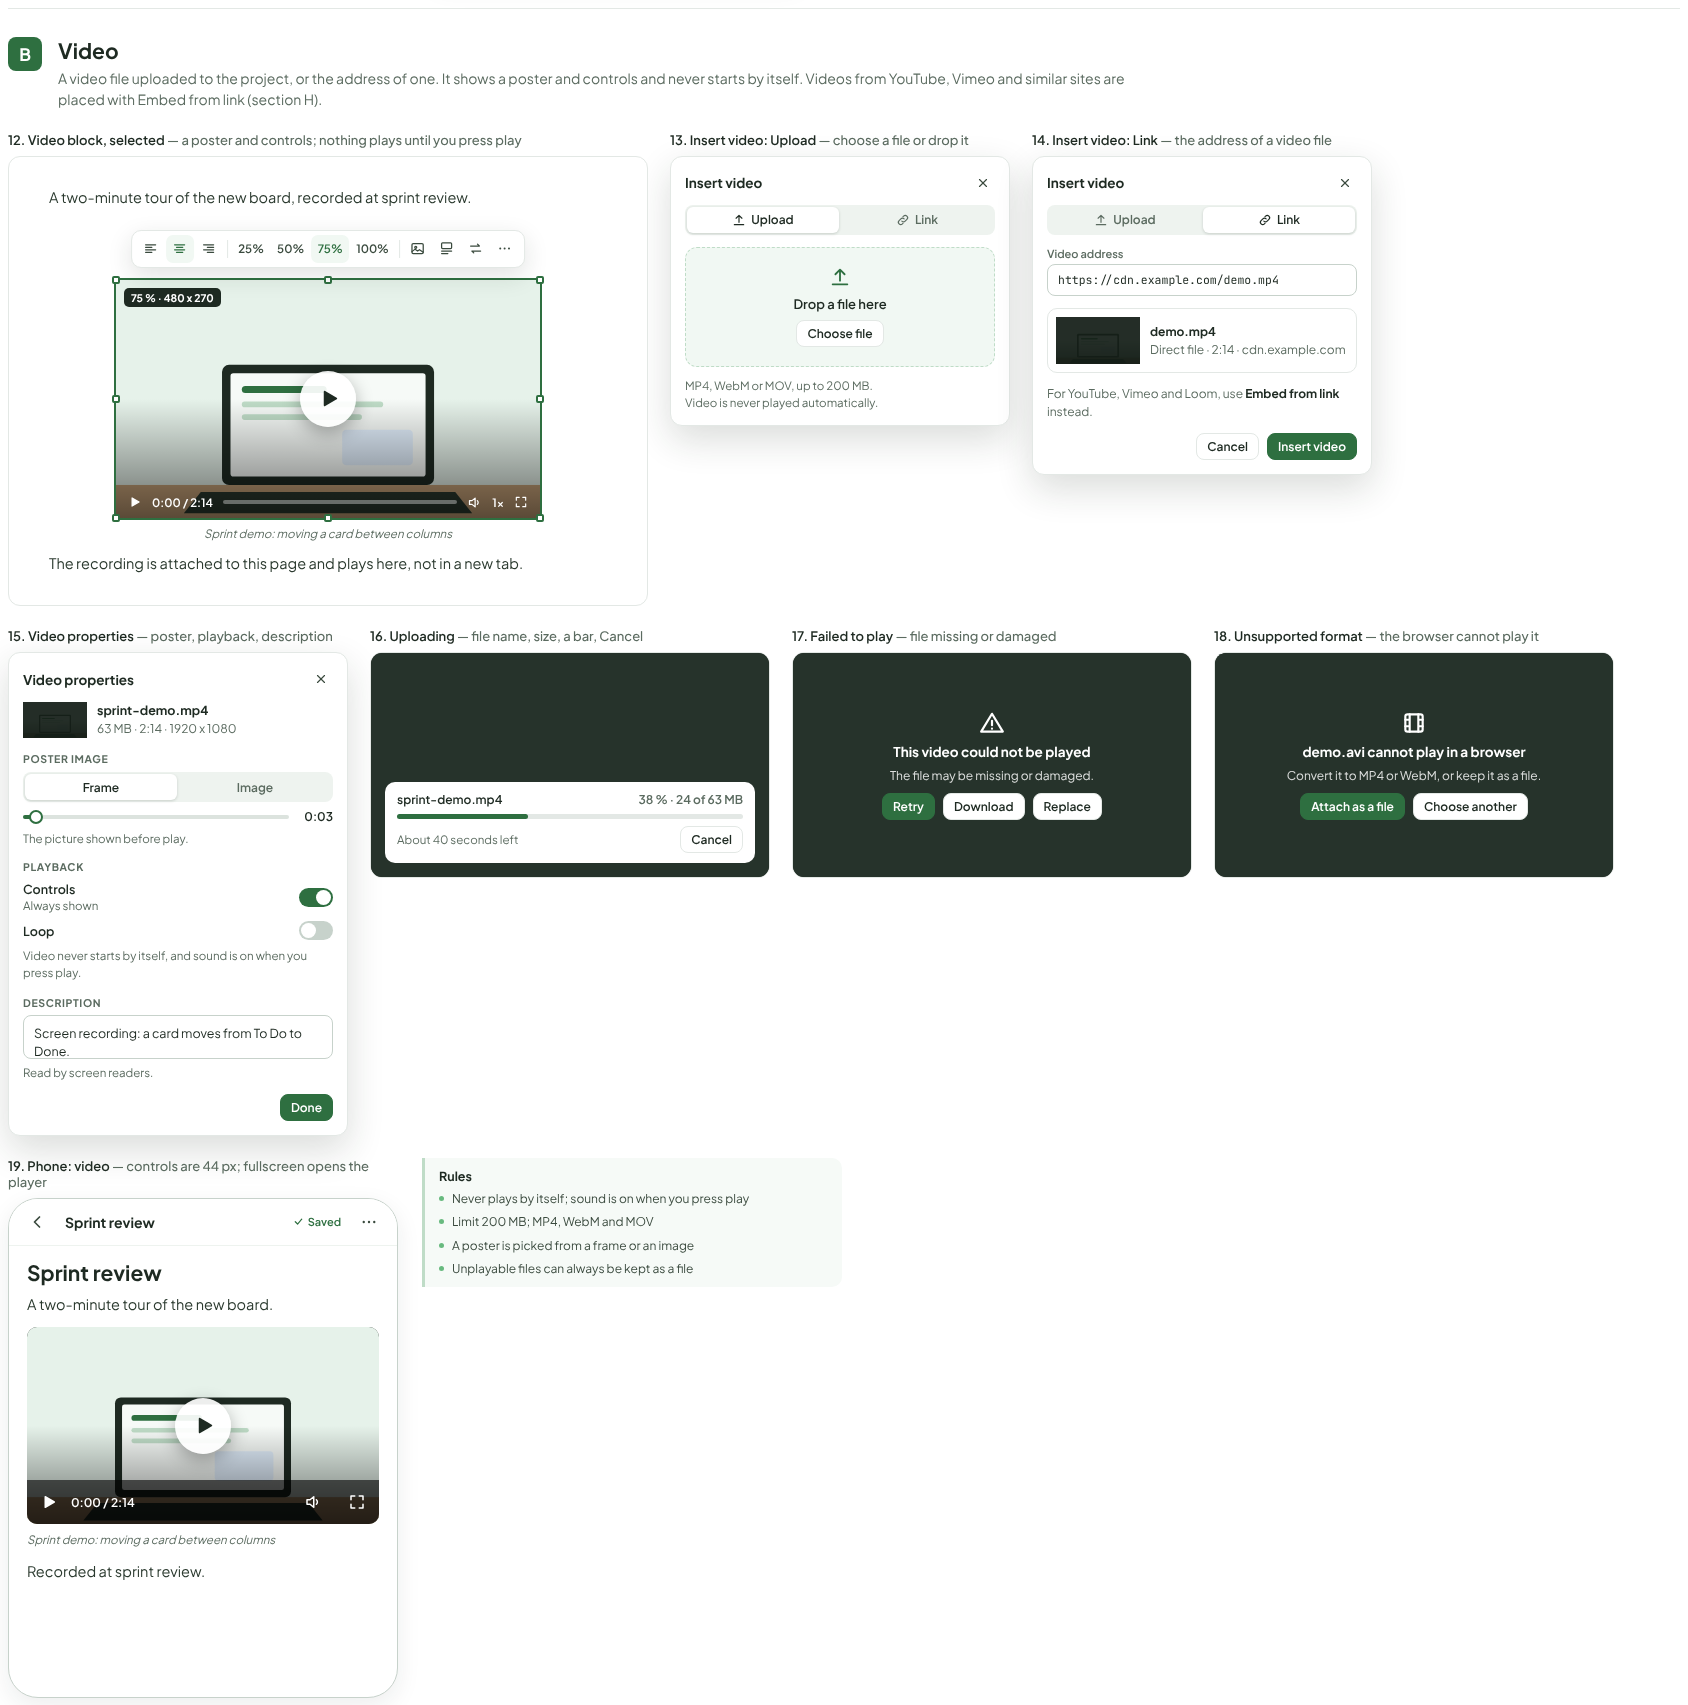 B
Video
A video file uploaded to the project, or the address of one. It shows a poster and controls and never starts by itself. Videos from YouTube, Vimeo and similar sites are
placed with Embed from link (section H).
12. Video block, selected — a poster and controls; nothing plays until you press play
A two-minute tour of the new board, recorded at sprint review.
25% 50% 75% 100%
75 % · 480 x 270
0:00 / 2:14 1×
Sprint demo: moving a card between columns
The recording is attached to this page and plays here, not in a new tab.
13. Insert video: Upload — choose a file or drop it
Insert video
Upload Link
Drop a file here
Choose file
MP4, WebM or MOV, up to 200 MB.
Video is never played automatically.
14. Insert video: Link — the address of a video file
Insert video
Upload Link
Video address
https://cdn.example.com/demo.mp4
demo.mp4
Direct file · 2:14 · cdn.example.com
For YouTube, Vimeo and Loom, use Embed from link
instead.
Cancel Insert video
15. Video properties — poster, playback, description
Video properties
sprint-demo.mp4
63 MB · 2:14 · 1920 x 1080
POSTER IMAGE
Frame Image
0:03
The picture shown before play.
PLAYBACK
Controls
Always shown
Loop
Video never starts by itself, and sound is on when you
press play.
DESCRIPTION
Screen recording: a card moves from To Do to
Done.
Read by screen readers.
Done
16. Uploading — file name, size, a bar, Cancel
sprint-demo.mp4 38 % · 24 of 63 MB
About 40 seconds left Cancel
17. Failed to play — file missing or damaged
This video could not be played
The file may be missing or damaged.
Retry Download Replace
18. Unsupported format — the browser cannot play it
demo.avi cannot play in a browser
Convert it to MP4 or WebM, or keep it as a file.
Attach as a file Choose another
19. Phone: video — controls are 44 px; fullscreen opens the
player
Sprint review Saved
Sprint review
A two-minute tour of the new board.
0:00 / 2:14
Sprint demo: moving a card between columns
Recorded at sprint review.
Rules
Never plays by itself; sound is on when you press play
Limit 200 MB; MP4, WebM and MOV
A poster is picked from a frame or an image
Unplayable files can always be kept as a file